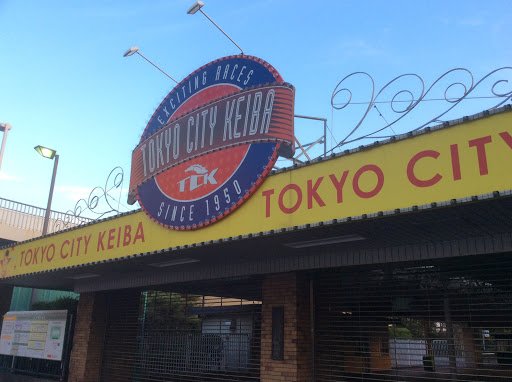 EXCITING RACES
TOKYO CITY KEIBA
TCK
SINCE 1950
TOKYO CITY KEIBA
TOKYO CITY